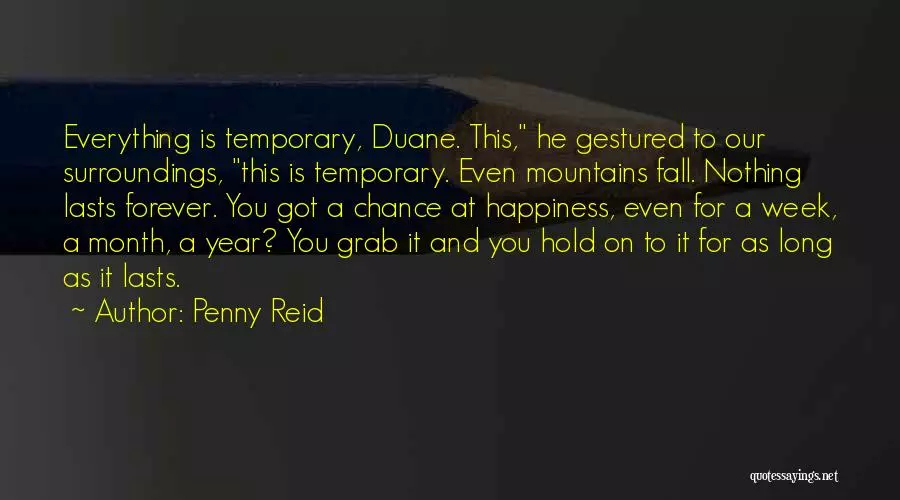 Everything is temporary, Duane. This," he gestured to our
surroundings, "this is temporary. Even mountains fall. Nothing
lasts forever. You got a chance at happiness, even for a week,
a month, a year? You grab it and you hold on to it for as long
as it lasts.
~ Author: Penny Reid
quotessayings.net